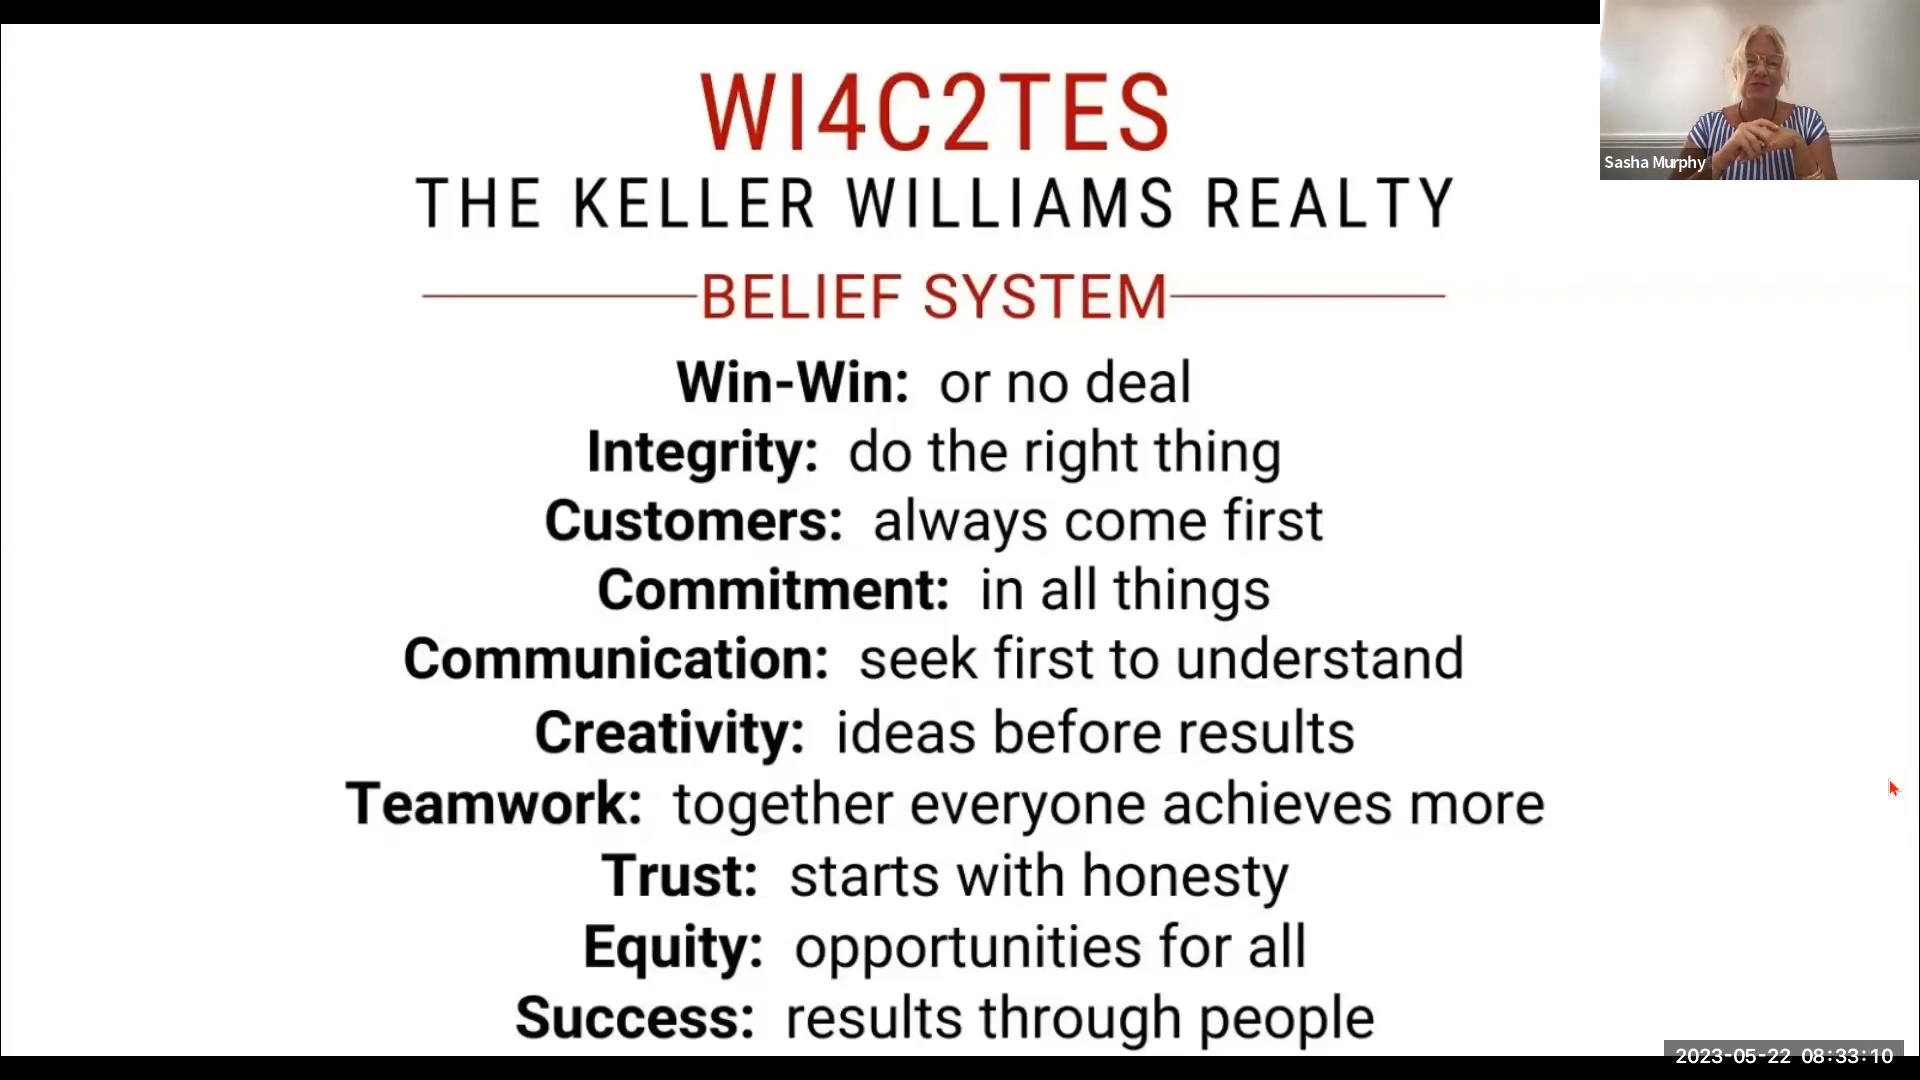 WI4C2TES
THE KELLER WILLIAMS REALTY
BELIEF SYSTEM
Win-Win: or no deal
Integrity: do the right thing
Customers: always come first
Commitment: in all things
Communication: seek first to understand
Creativity: ideas before results
Teamwork: together everyone achieves more
Trust: starts with honesty
Equity: opportunities for all
Success: results through people
Sasha Murphy
2023-05-22 08:33:10